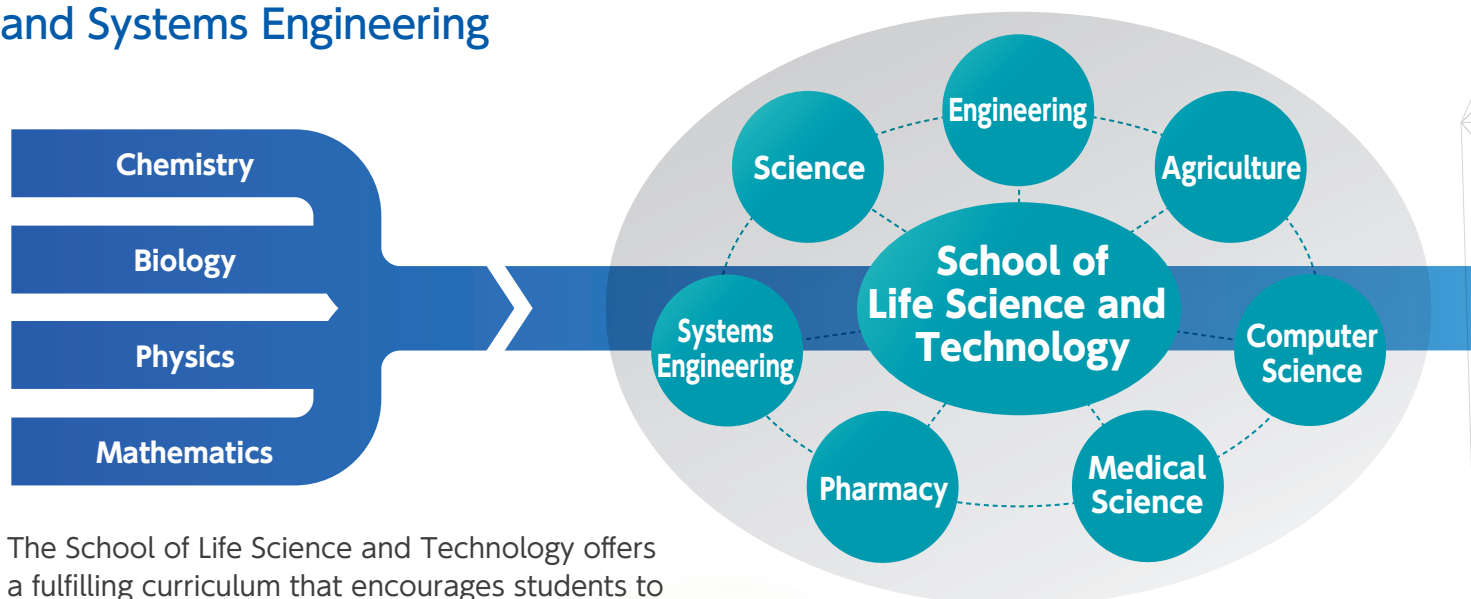 and Systems Engineering
Chemistry
Biology
Physics
Mathematics
Engineering
Science
Agriculture
School of
Life Science and
Technology
Systems
Engineering
Computer
Science
Pharmacy
Medical
Science
The School of Life Science and Technology offers
a fulfilling curriculum that encourages students to